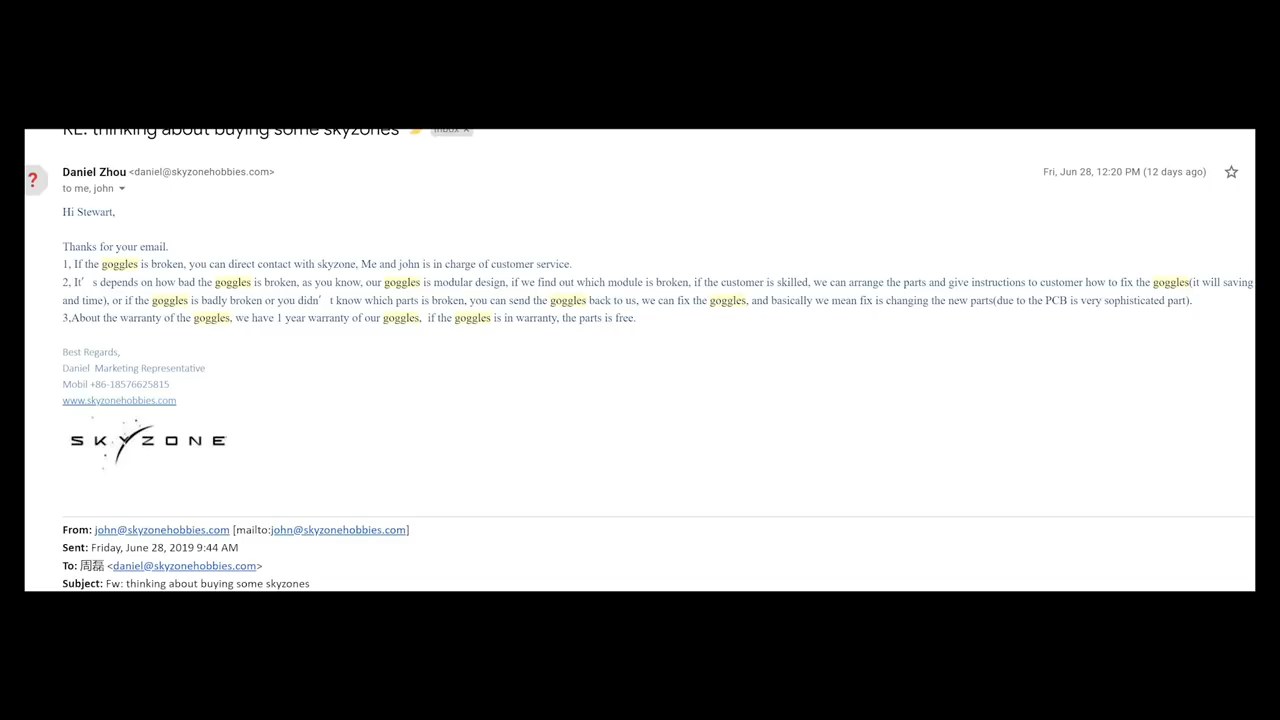 RE: thinking about buying some skyzones Inbox ×
Daniel Zhou <daniel@skyzonehobbies.com> Fri, Jun 28, 12:20 PM (12 days ago)
to me, john
Hi Stewart,
Thanks for your email.
1, If the goggles is broken, you can direct contact with skyzone, Me and john is in charge of customer service.
2, It' s depends on how bad the goggles is broken, as you know, our goggles is modular design, if we find out which module is broken, if the customer is skilled, we can arrange the parts and give instructions to customer how to fix the goggles(it will saving
and time), or if the goggles is badly broken or you didn' t know which parts is broken, you can send the goggles back to us, we can fix the goggles, and basically we mean fix is changing the new parts(due to the PCB is very sophisticated part).
3,About the warranty of the goggles, we have 1 year warranty of our goggles, if the goggles is in warranty, the parts is free.
Best Regards,
Daniel Marketing Representative
Mobil +86-18576625815
www.skyzonehobbies.com
SKYZONE
From: john@skyzonehobbies.com [mailto:john@skyzonehobbies.com]
Sent: Friday, June 28, 2019 9:44 AM
To: 周磊 <daniel@skyzonehobbies.com>
Subject: Fw: thinking about buying some skyzones